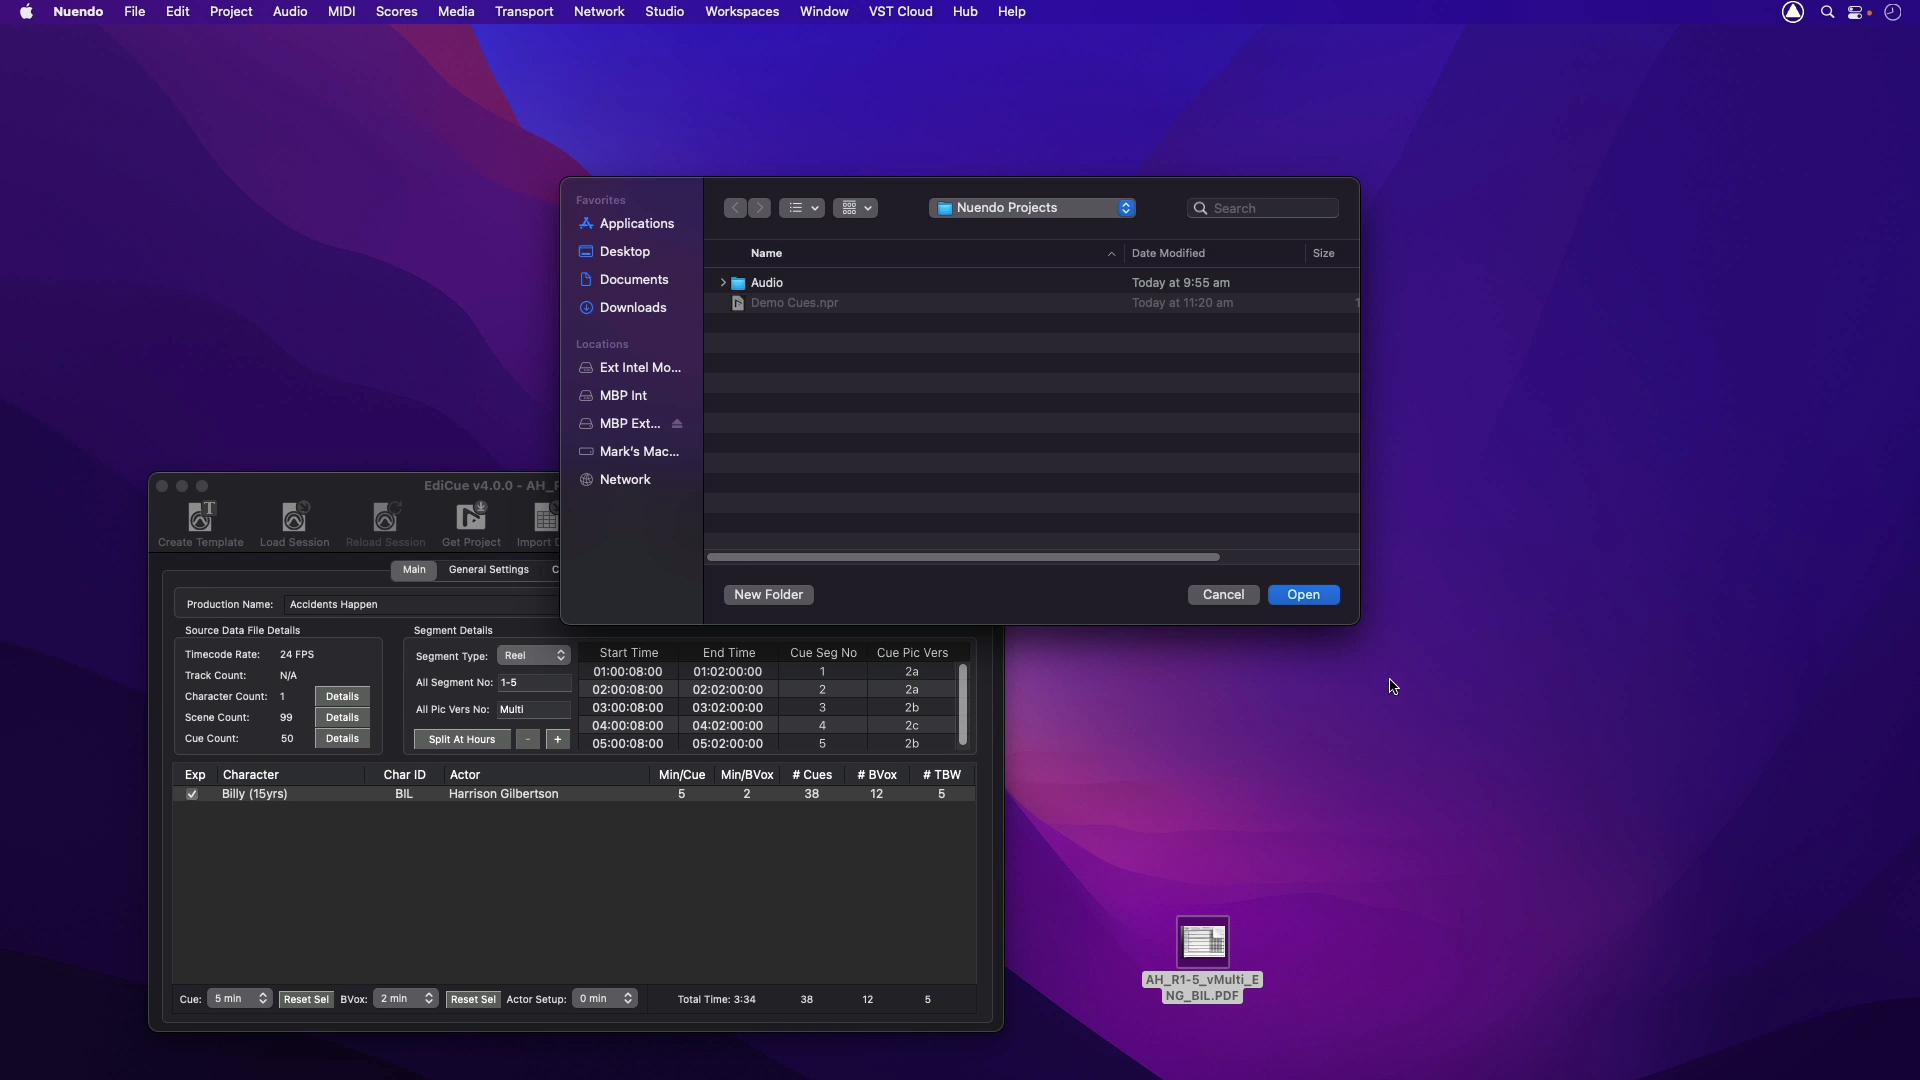 Nuendo File Edit Project Audio MIDI Scores Media Transport Network Studio Workspaces Window VST Cloud Hub Help
Favorites
Applications
Desktop
Documents
Downloads
Locations
Ext Intel Mo...
MBP Int
MBP Ext...
Mark's Mac...
Network
Nuendo Projects
Search
Name Date Modified Size
Audio Today at 9:55 am
Demo Cues.npr Today at 11:20 am 1
New Folder Cancel Open
EdiCue v4.0.0 - AH_
Create Template Load Session Reload Session Get Project Import
Main General Settings C
Production Name: Accidents Happen
Source Data File Details
Timecode Rate: 24 FPS
Track Count: N/A
Character Count: 1 Details
Scene Count: 99 Details
Cue Count: 50 Details
Segment Details
Segment Type: Reel
All Segment No: 1-5
All Pic Vers No: Multi
Split At Hours - +
Start Time End Time Cue Seg No Cue Pic Vers
01:00:08:00 01:02:00:00 1 2a
02:00:08:00 02:02:00:00 2 2a
03:00:08:00 03:02:00:00 3 2b
04:00:08:00 04:02:00:00 4 2c
05:00:08:00 05:02:00:00 5 2b
Exp Character Char ID Actor Min/Cue Min/BVox # Cues # BVox # TBW
Billy (15yrs) BIL Harrison Gilbertson 5 2 38 12 5
Cue: 5 min Reset Sel BVox: 2 min Reset Sel Actor Setup: 0 min Total Time: 3:34 38 12 5
AH_R1-5_vMulti_E
NG_BIL.PDF